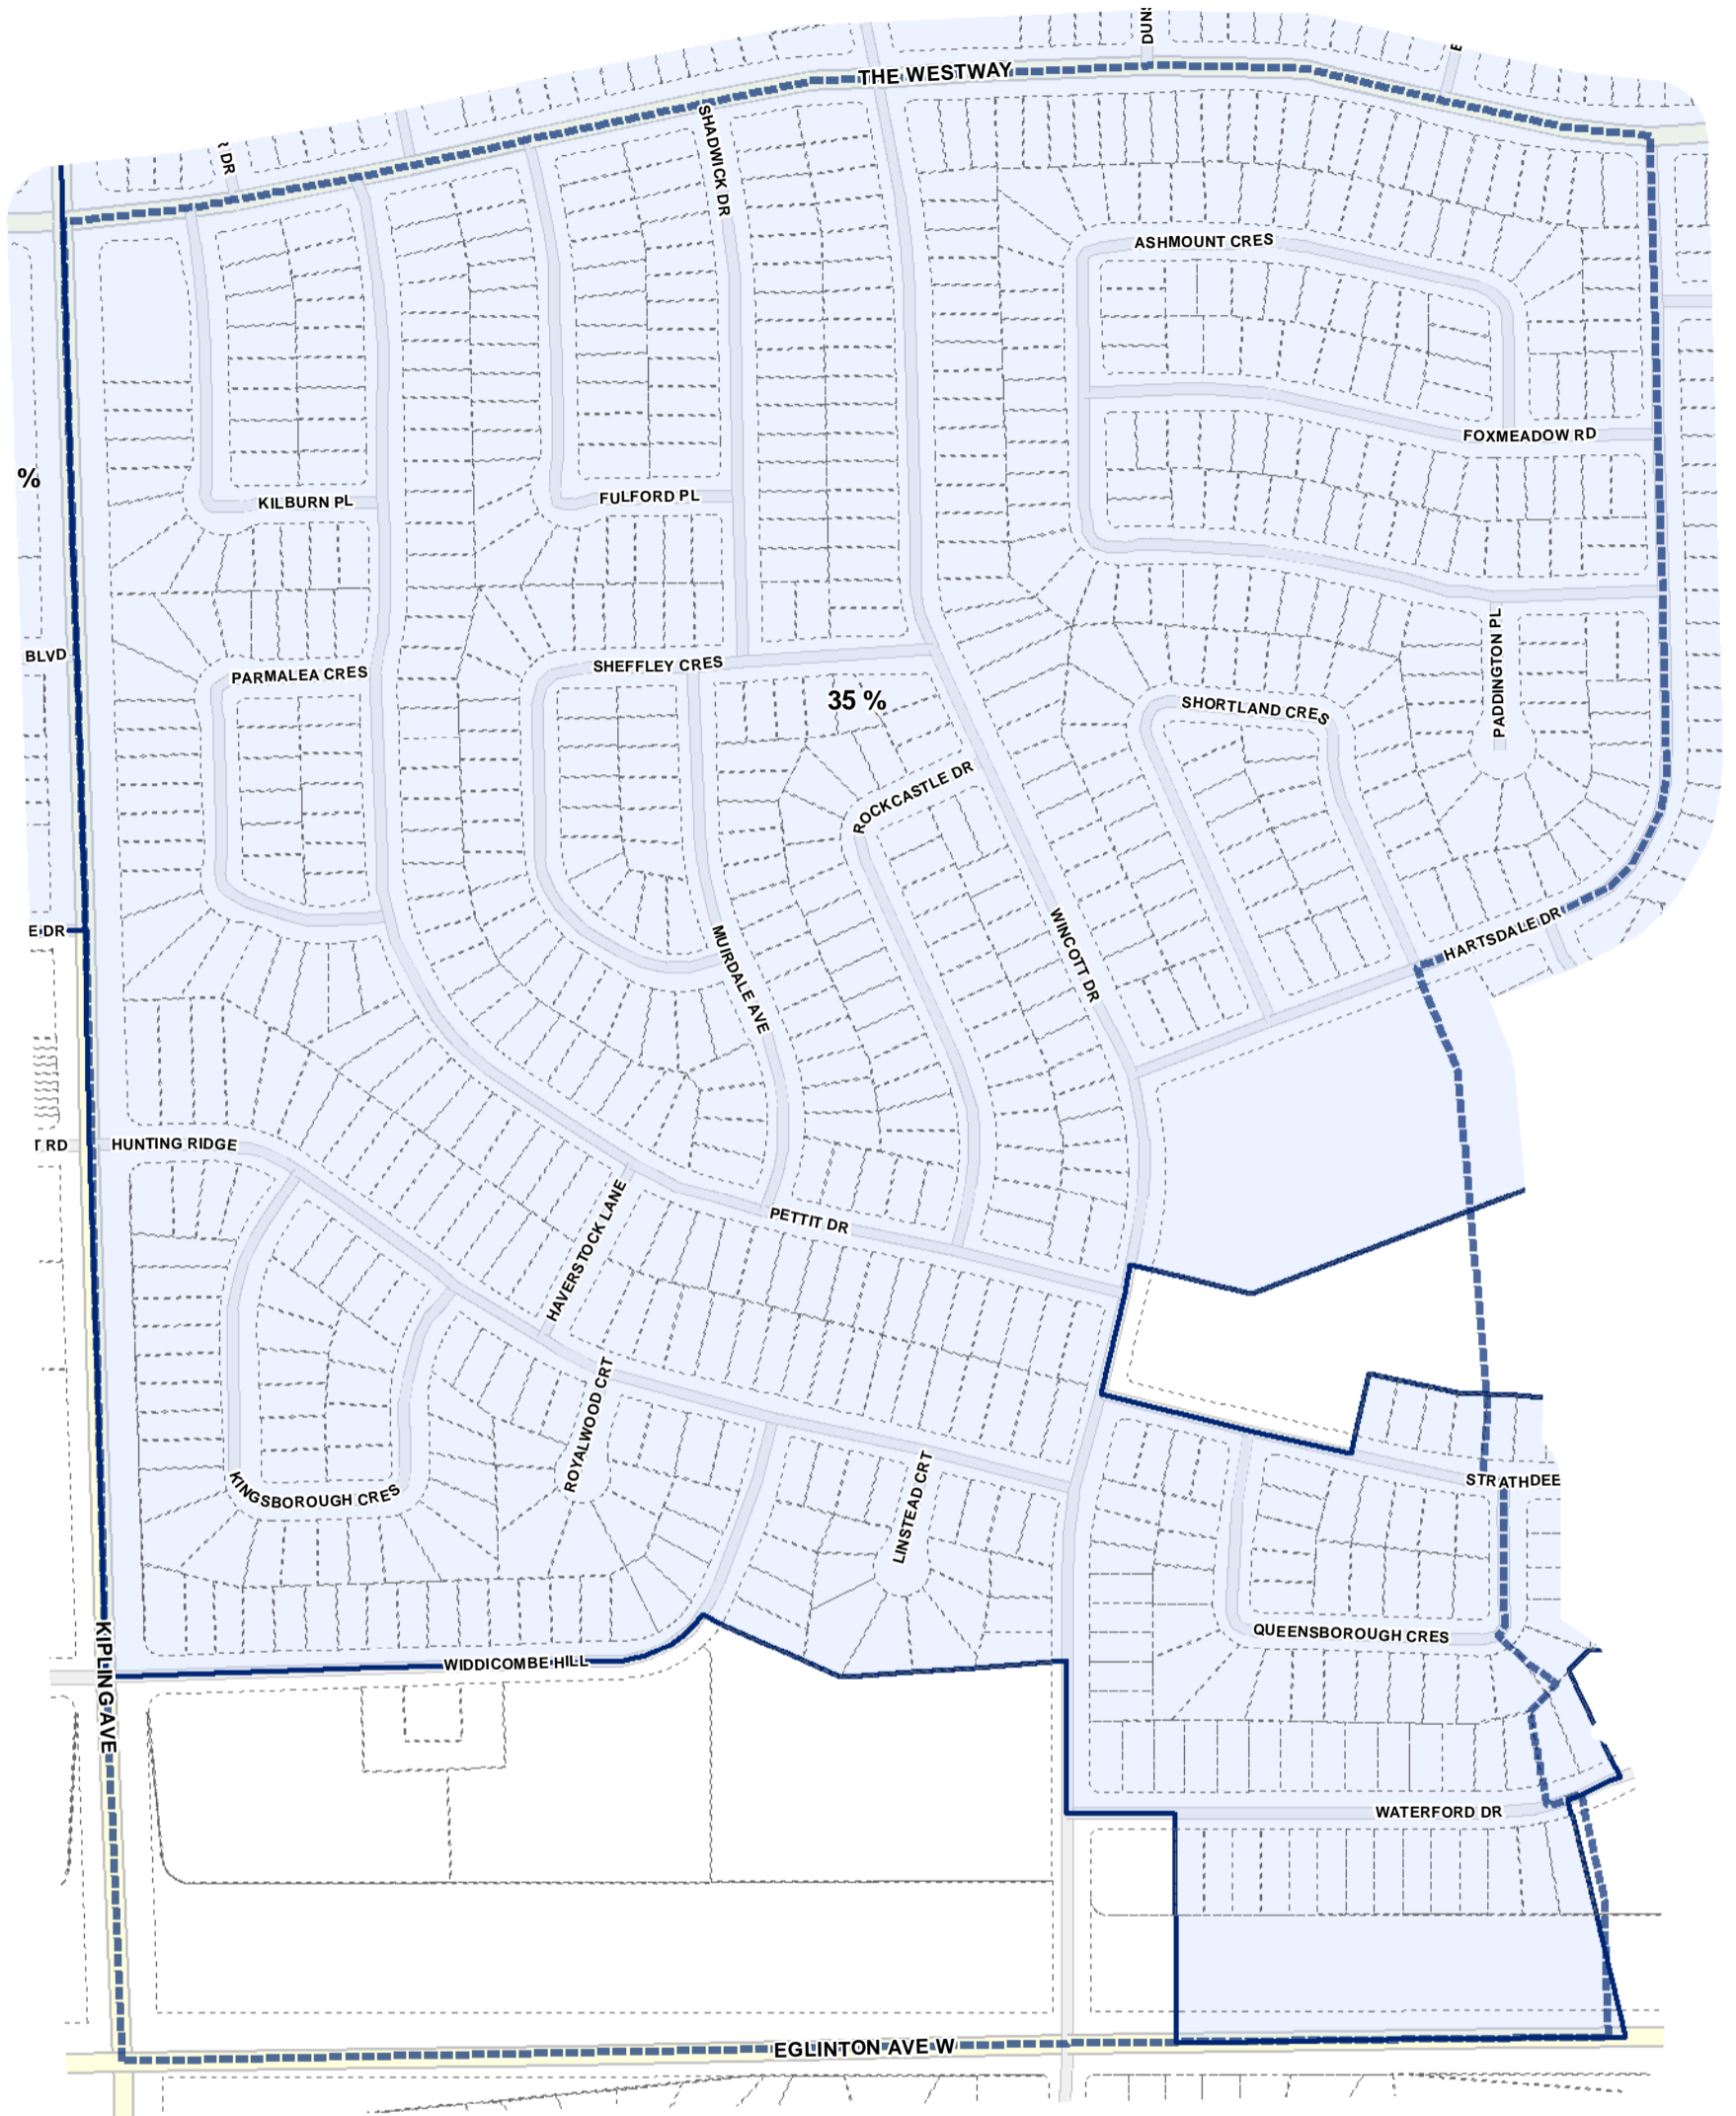 THE WESTWAY
SHADWICK DR
ASHMOUNT CRES
FOXMEADOW RD
%
KILBURN PL
FULFORD PL
BLVD
PARMALEA CRES
SHEFFLEY CRES
35 %
PADDINGTON PL
SHORTLAND CRES
ROCKCASTLE DR
E DR
MUIRDALE AVE
WINCOTT DR
HARTSDALE DR
T RD
HUNTING RIDGE
HAVERSTOCK LANE
PETTIT DR
ROYALWOOD CRT
KINGSBOROUGH CRES
LINSTEAD CRT
STRATHDEE
QUEENSBOROUGH CRES
KIPLING AVE
WIDDICOMBE HILL
WATERFORD DR
EGLINTON AVE W